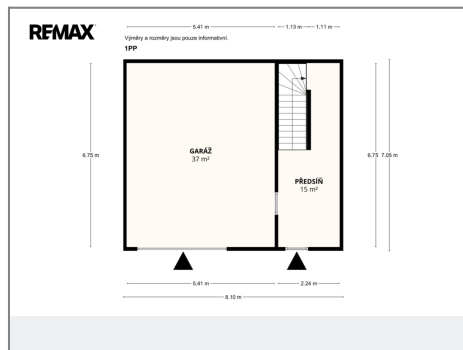 RE/MAX
Výměry a rozměry jsou pouze informativní.
1PP
5.41 m
1.13 m
1.11 m
6.75 m
GARÁŽ
37 m²
PŘEDSÍŇ
15 m²
6.75
7.05 m
5.41 m
2.24 m
8.10 m